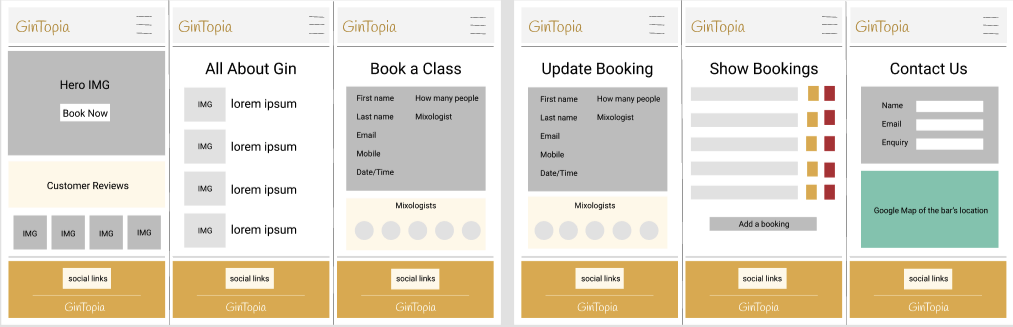 GinTopia
Hero IMG
Book Now
Customer Reviews
IMG IMG IMG IMG
social links
GinTopia
GinTopia
All About Gin
IMG lorem ipsum
IMG lorem ipsum
IMG lorem ipsum
IMG lorem ipsum
social links
GinTopia
GinTopia
Book a Class
First name How many people
Last name Mixologist
Email
Mobile
Date/Time
Mixologists
social links
GinTopia
GinTopia
Update Booking
First name How many people
Last name Mixologist
Email
Mobile
Date/Time
Mixologists
social links
GinTopia
GinTopia
Show Bookings
Add a booking
social links
GinTopia
GinTopia
Contact Us
Name
Email
Enquiry
Google Map of the bar's location
social links
GinTopia